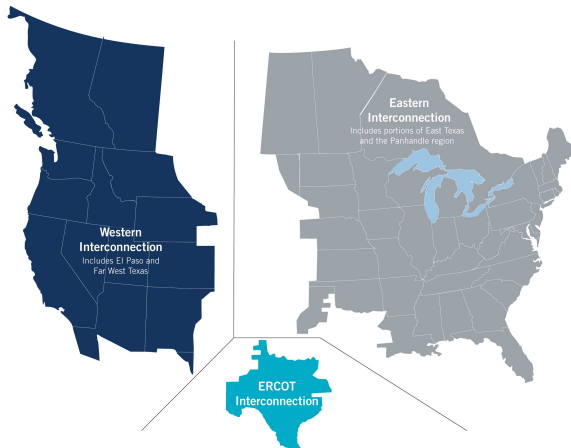 Eastern
Interconnection
Includes portions of East Texas
and the Panhandle region
Western
Interconnection
Includes El Paso and
Far West Texas
ERCOT
Interconnection